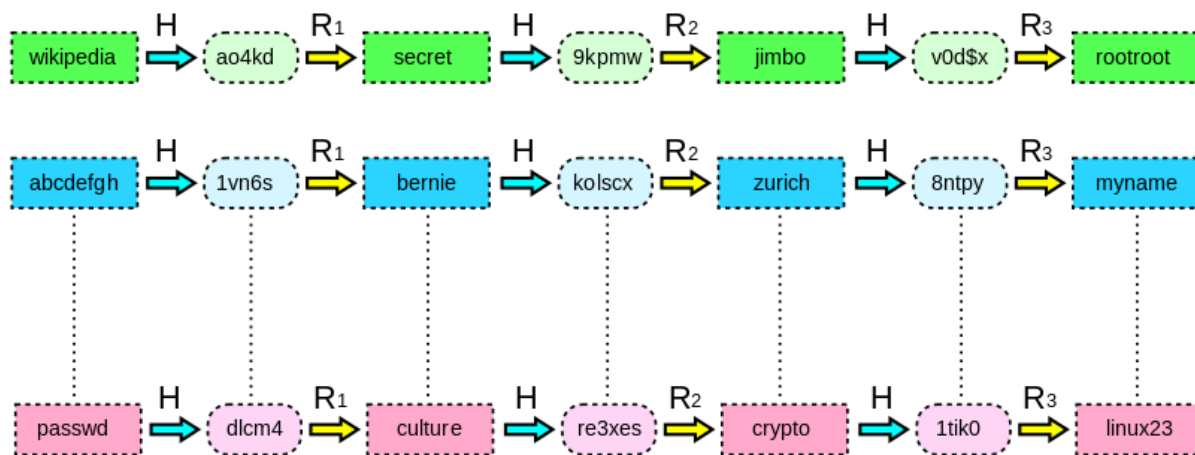 H R1 H R2 H R3
wikipedia ao4kd secret 9kpmw jimbo v0d$x rootroot
H R1 H R2 H R3
abcdefgh 1vn6s bernie kolscx zurich 8ntpy myname
H R1 H R2 H R3
passwd dlcm4 culture re3xes crypto 1tik0 linux23